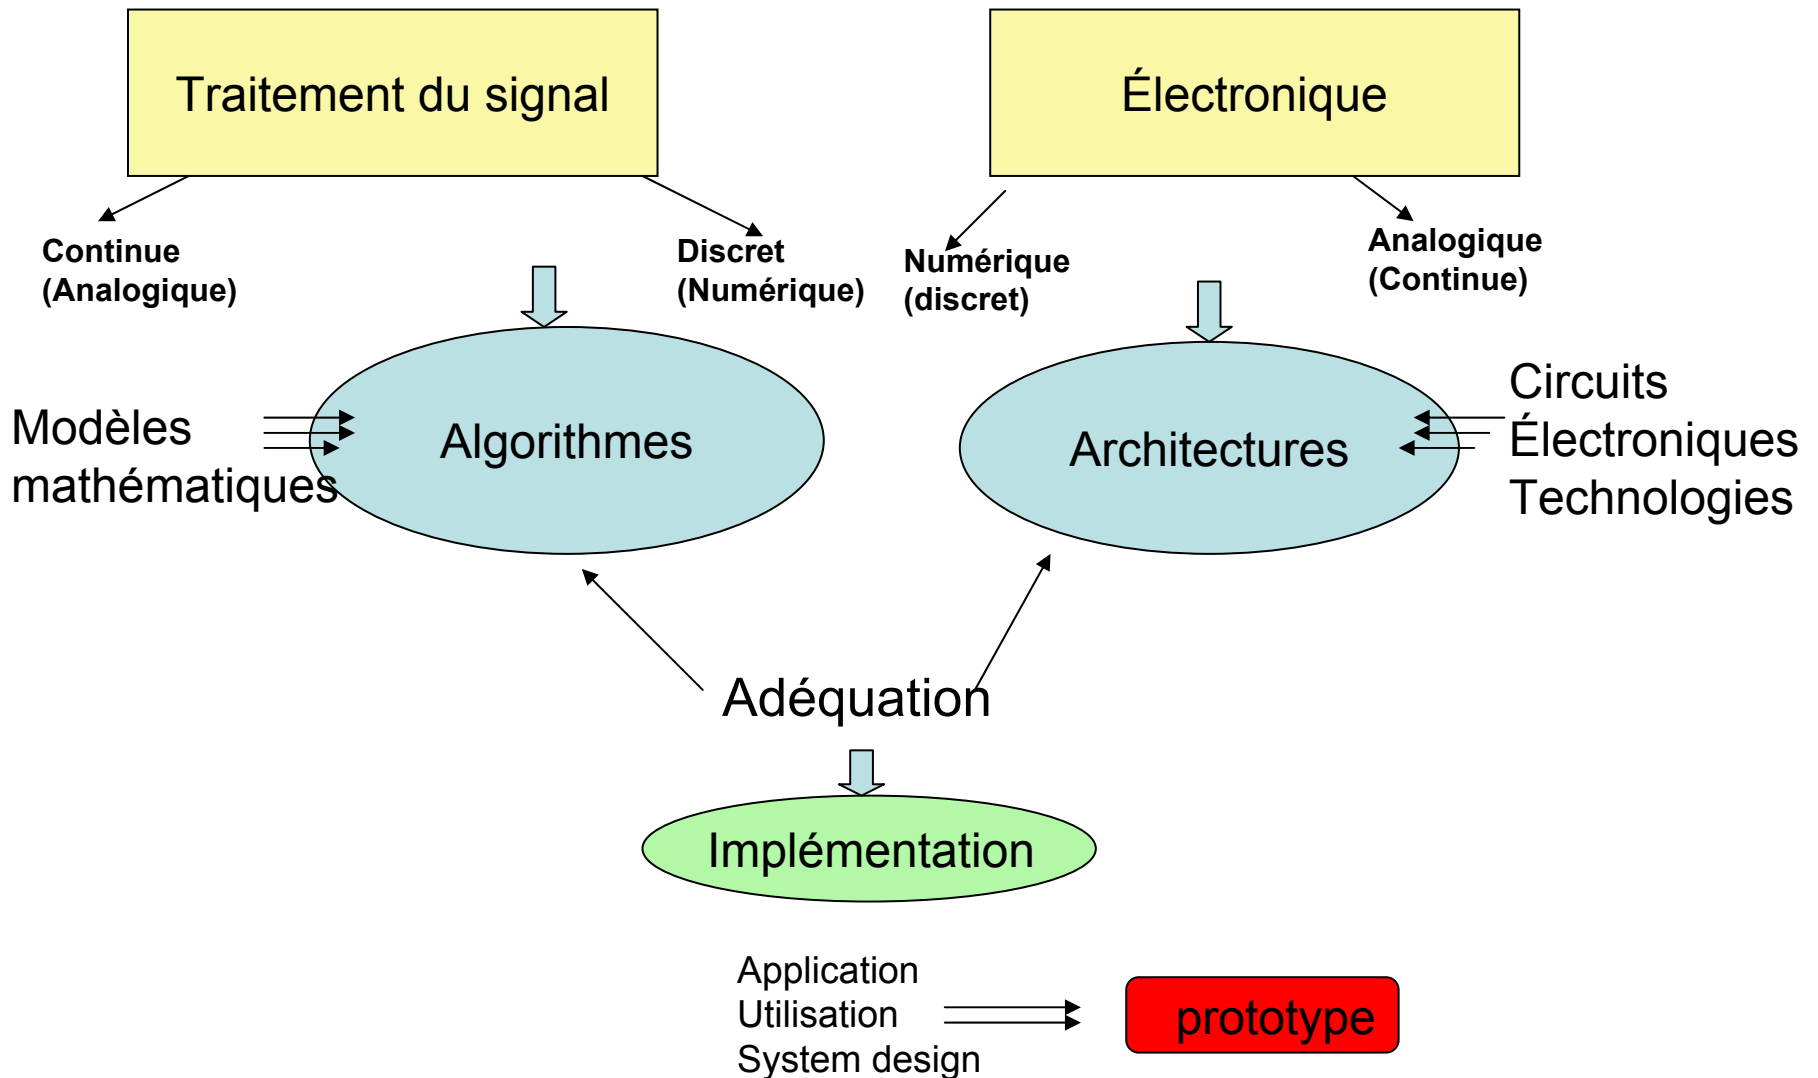 Traitement du signal
Électronique
Continue
(Analogique)
Discret
(Numérique)
Numérique
(discret)
Analogique
(Continue)
Modèles
mathématiques
Algorithmes
Architectures
Circuits
Électroniques
Technologies
Adéquation
Implémentation
Application
Utilisation
System design
prototype